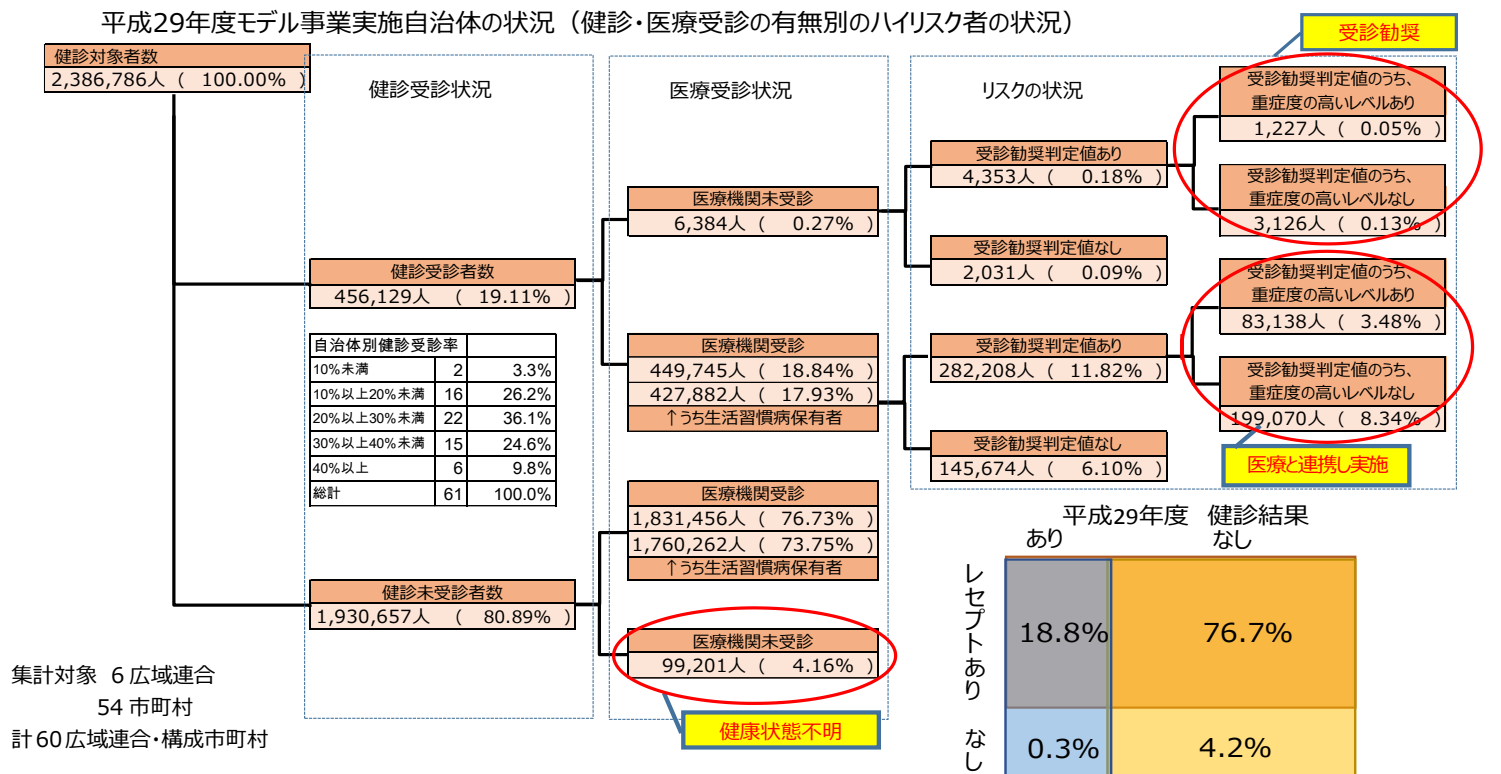 平成29年度モデル事業実施自治体の状況（健診・医療受診の有無別のハイリスク者の状況）
受診勧奨
健診対象者数
2,386,786人 ( 100.00% )
健診受診状況
医療受診状況
リスクの状況
受診勧奨判定値のうち、
重症度の高いレベルあり
1,227人 ( 0.05% )
受診勧奨判定値あり
4,353人 ( 0.18% )
受診勧奨判定値のうち、
重症度の高いレベルなし
3,126人 ( 0.13% )
医療機関未受診
6,384人 ( 0.27% )
受診勧奨判定値なし
2,031人 ( 0.09% )
健診受診者数
456,129人 ( 19.11% )
受診勧奨判定値のうち、
重症度の高いレベルあり
83,138人 ( 3.48% )
自治体別健診受診率
10%未満 2 3.3%
10%以上20%未満 16 26.2%
20%以上30%未満 22 36.1%
30%以上40%未満 15 24.6%
40%以上 6 9.8%
総計 61 100.0%
医療機関受診
449,745人 ( 18.84% )
427,882人 ( 17.93% )
↑うち生活習慣病保有者
受診勧奨判定値あり
282,208人 ( 11.82% )
受診勧奨判定値のうち、
重症度の高いレベルなし
199,070人 ( 8.34% )
受診勧奨判定値なし
145,674人 ( 6.10% )
医療と連携し実施
医療機関受診
1,831,456人 ( 76.73% )
1,760,262人 ( 73.75% )
↑うち生活習慣病保有者
健診未受診者数
1,930,657人 ( 80.89% )
医療機関未受診
99,201人 ( 4.16% )
健康状態不明
集計対象 6広域連合
54市町村
計60広域連合・構成市町村
平成29年度 健診結果
あり なし
レセプトあり
18.8% 76.7%
なし
0.3% 4.2%